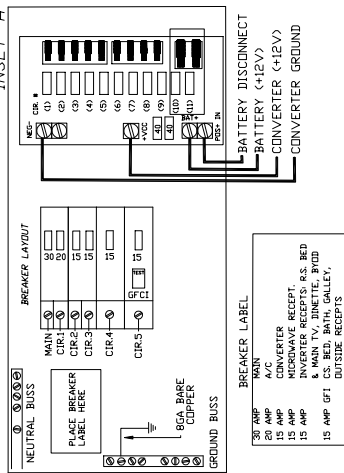 INSET A
CIR. #
(1)
(2)
(3)
(4)
(5)
(6)
(7)
(8)
(9)
(10)
(11)
NEG-
+VCC
40
40
BAT+
POS+ IN
BATTERY DISCONNECT
BATTERY (+12V)
CONVERTER (+12V)
CONVERTER GROUND
BREAKER LAYOUT
30 20
15 15
15
15
TEST
GFCI
MAIN
CIR.1
CIR.2
CIR.3
CIR.4
CIR.5
NEUTRAL BUSS
PLACE BREAKER
LABEL HERE
8GA BARE
COPPER
GROUND BUSS
BREAKER LABEL
30 AMP MAIN
20 AMP A/C
15 AMP CONVERTER
15 AMP MICROWAVE RECEPT.
15 AMP INVERTER RECEPTS: R.S. BED
& MAIN TV, DINETTE, BYOD
15 AMP GFI CS. BED, BATH, GALLEY,
OUTSIDE RECEPTS